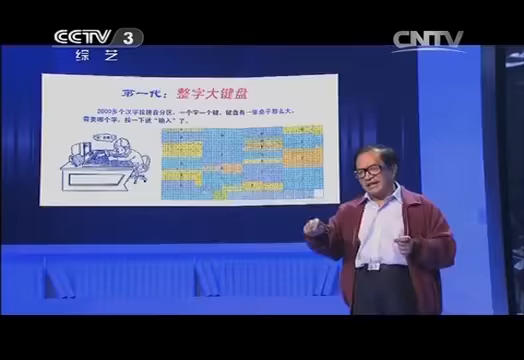 CCTV 3
综艺
CNTV
第一代：整字大键盘
2000多个汉字按拼音分区，一个字一个键，键盘有一张桌子那么大，
需要哪个字，按一下就"输入"了。